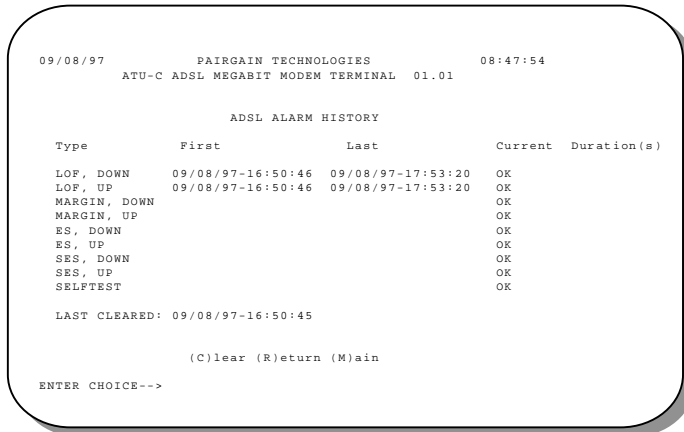 09/08/97 PAIRGAIN TECHNOLOGIES 08:47:54
ATU-C ADSL MEGABIT MODEM TERMINAL 01.01
ADSL ALARM HISTORY
Type First Last Current Duration(s)
LOF, DOWN 09/08/97-16:50:46 09/08/97-17:53:20 OK
LOF, UP 09/08/97-16:50:46 09/08/97-17:53:20 OK
MARGIN, DOWN OK
MARGIN, UP OK
ES, DOWN OK
ES, UP OK
SES, DOWN OK
SES, UP OK
SELFTEST OK
LAST CLEARED: 09/08/97-16:50:45
(C)lear (R)eturn (M)ain
ENTER CHOICE-->